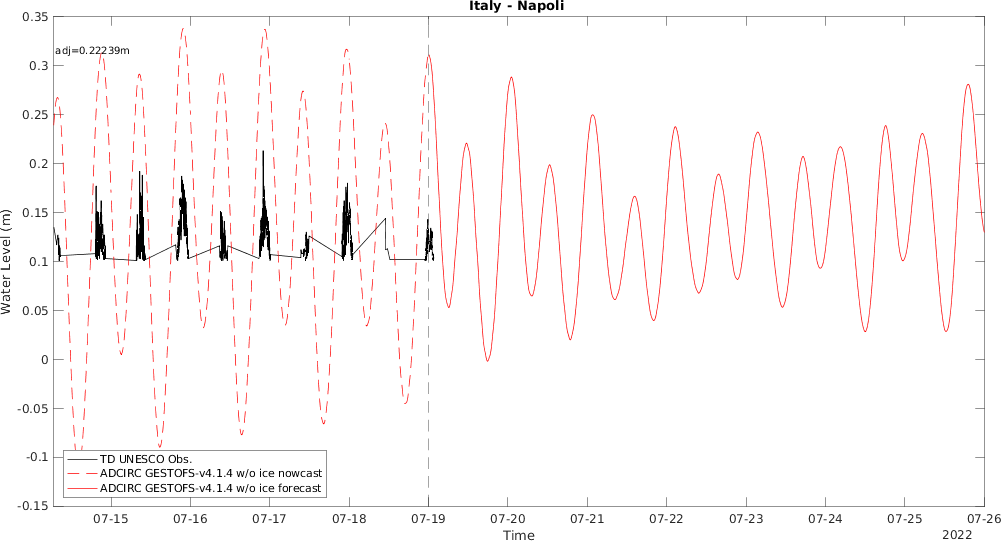 Italy - Napoli
adj=0.22239m
0.35
0.3
0.25
0.2
0.15
0.1
0.05
0
-0.05
-0.1
-0.15
Water Level (m)
TD UNESCO Obs.
ADCIRC GESTOFS-v4.1.4 w/o ice nowcast
ADCIRC GESTOFS-v4.1.4 w/o ice forecast
07-15 07-16 07-17 07-18 07-19 07-20 07-21 07-22 07-23 07-24 07-25 07-26
Time
2022